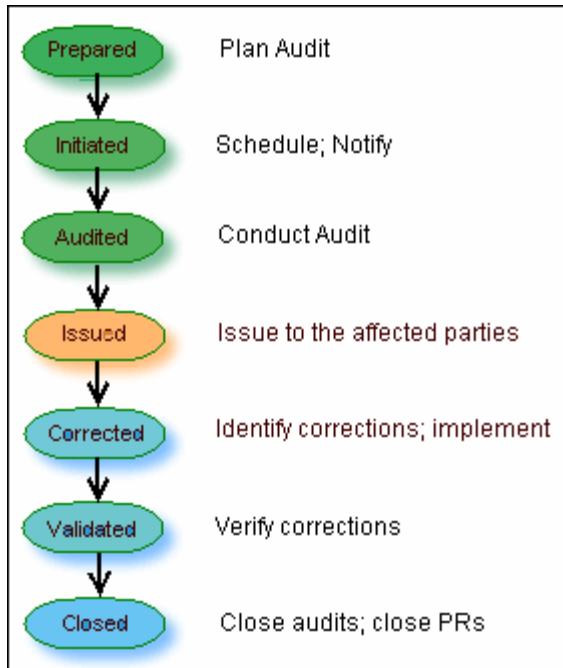 Prepared Plan Audit
Initiated Schedule; Notify
Audited Conduct Audit
Issued Issue to the affected parties
Corrected Identify corrections; implement
Validated Verify corrections
Closed Close audits; close PRs